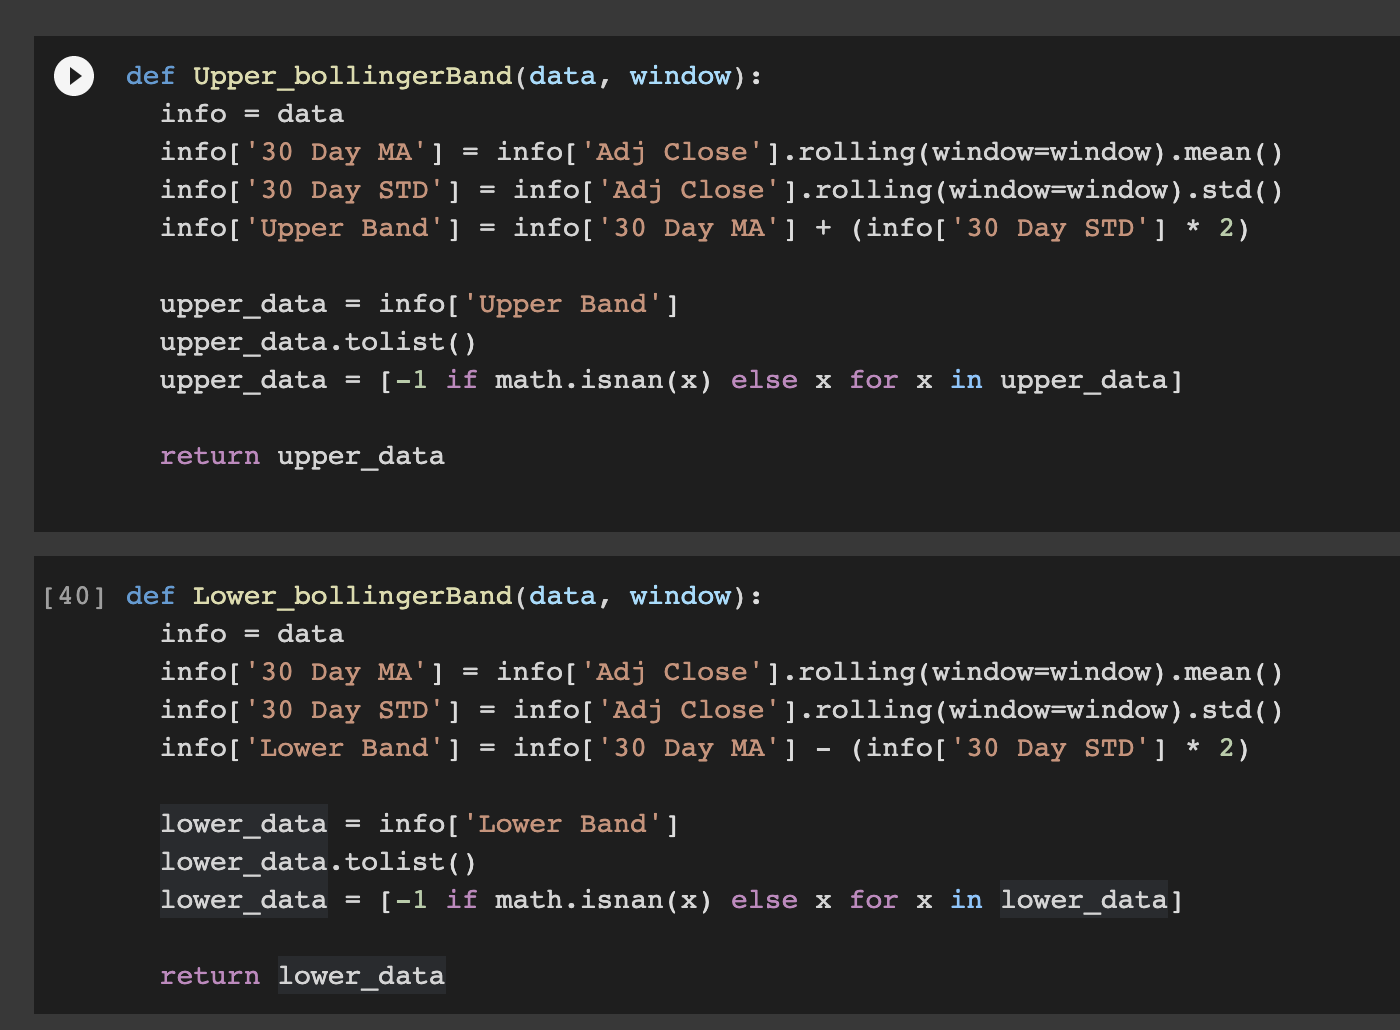 def Upper_bollingerBand(data, window):
  info = data
  info['30 Day MA'] = info['Adj Close'].rolling(window=window).mean()
  info['30 Day STD'] = info['Adj Close'].rolling(window=window).std()
  info['Upper Band'] = info['30 Day MA'] + (info['30 Day STD'] * 2)
  upper_data = info['Upper Band']
  upper_data.tolist()
  upper_data = [-1 if math.isnan(x) else x for x in upper_data]
  return upper_data
[40] def Lower_bollingerBand(data, window):
  info = data
  info['30 Day MA'] = info['Adj Close'].rolling(window=window).mean()
  info['30 Day STD'] = info['Adj Close'].rolling(window=window).std()
  info['Lower Band'] = info['30 Day MA'] - (info['30 Day STD'] * 2)
  lower_data = info['Lower Band']
  lower_data.tolist()
  lower_data = [-1 if math.isnan(x) else x for x in lower_data]
  return lower_data